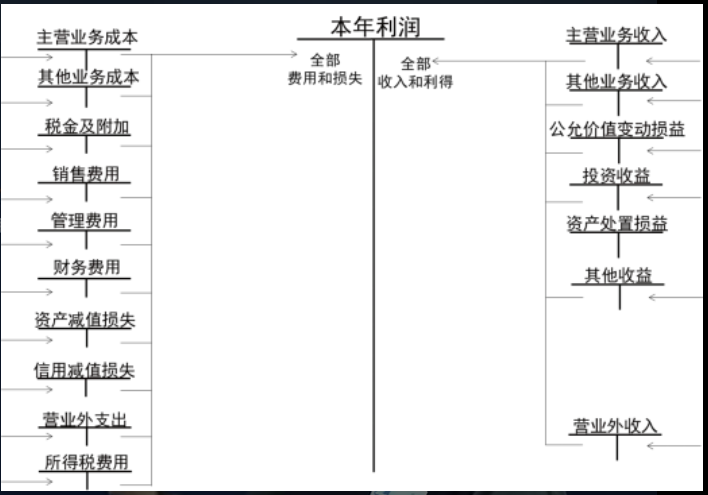 本年利润
全部
费用和损失
全部
收入和利得
主营业务成本
其他业务成本
税金及附加
销售费用
管理费用
财务费用
资产减值损失
信用减值损失
营业外支出
所得税费用
主营业务收入
其他业务收入
公允价值变动损益
投资收益
资产处置损益
其他收益
营业外收入